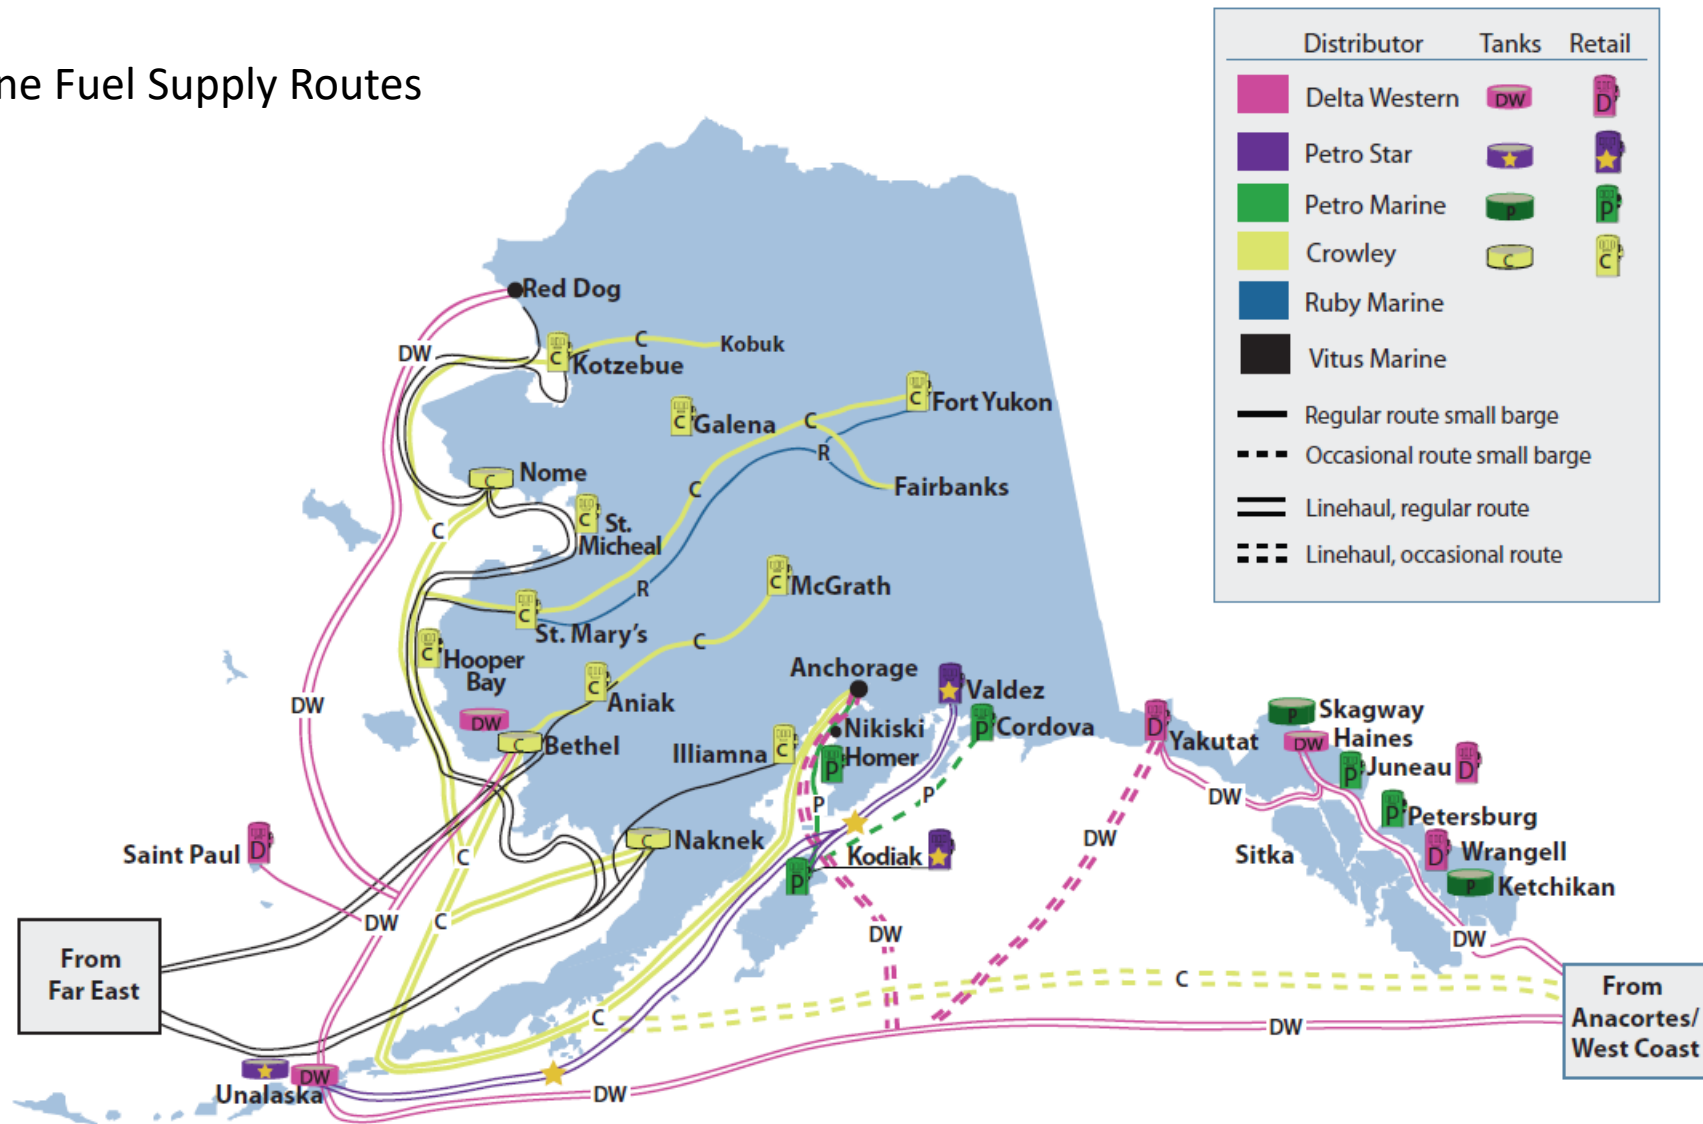 ne Fuel Supply Routes
Distributor Tanks Retail
Delta Western DW D
Petro Star
Petro Marine P P
Crowley C C
Ruby Marine
Vitus Marine
Regular route small barge
Occasional route small barge
Linehaul, regular route
Linehaul, occasional route
Red Dog
DW
C
Kotzebue
C
Kobuk
C
Galena
C
C
Fort Yukon
R
Fairbanks
C
Nome
C
C
St.
Micheal
C
R
C
St. Mary's
C
McGrath
C
C
Hooper
Bay
C
Aniak
DW
DW
C
Bethel
Anchorage
Valdez
P
Cordova
Nikiski
P
Homer
Illiamna
C
P
P
D
Yakutat
P
Skagway
DW
Haines
P
Juneau
D
DW
P
Petersburg
D
Wrangell
P
Ketchikan
Sitka
DW
DW
Saint Paul
D
C
Naknek
Kodiak
P
C
C
DW
DW
From
Far East
C
C
DW
From
Anacortes/
West Coast
DW
Unalaska
DW